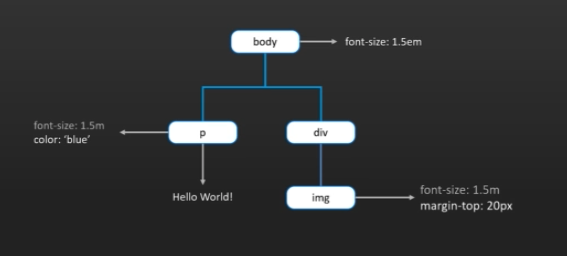 body
font-size: 1.5em
font-size: 1.5m
color: ‘blue’
p
div
Hello World!
img
font-size: 1.5m
margin-top: 20px